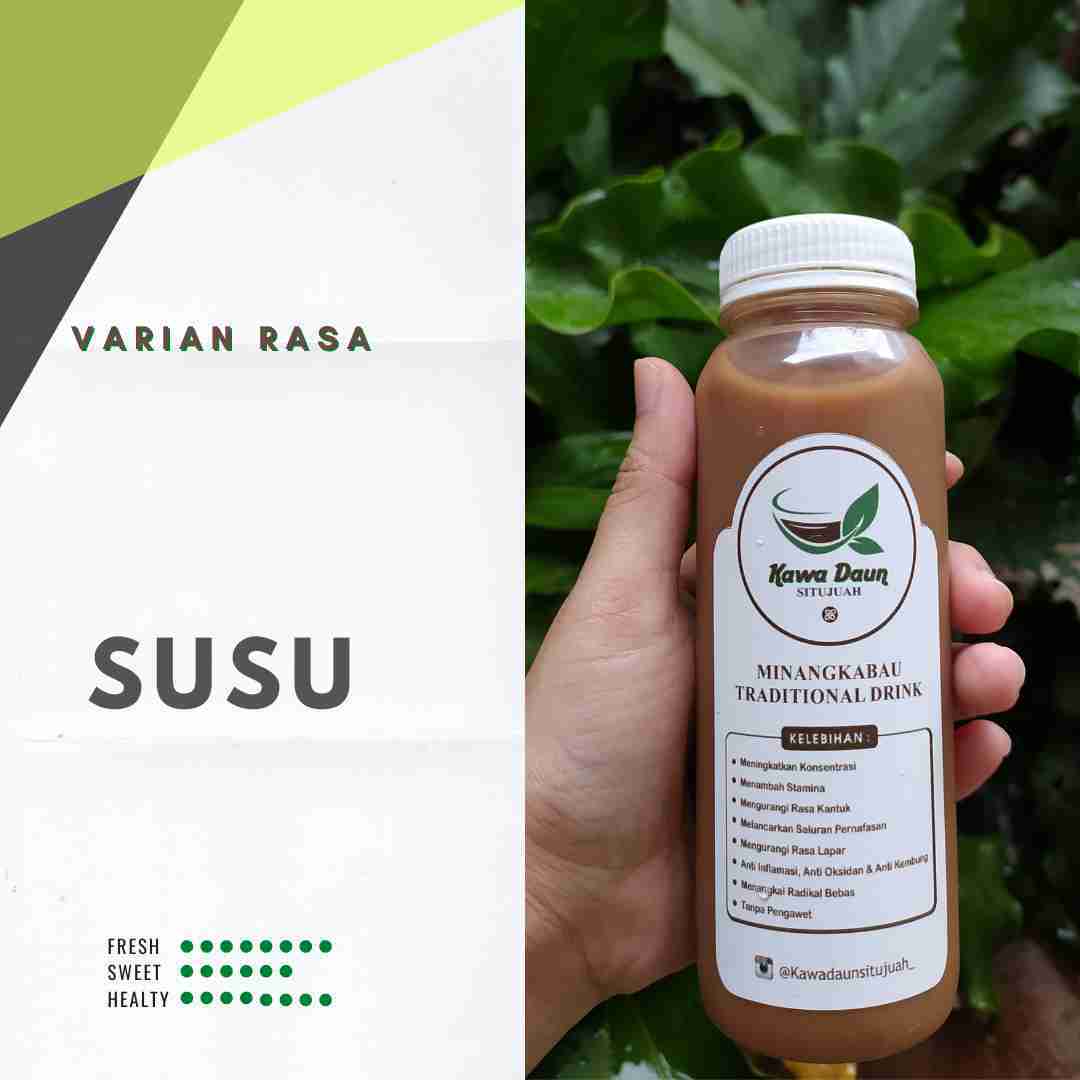 VARIAN RASA
SUSU
FRESH
SWEET
HEALTY
Kawa Daun
SITUJUAH
MINANGKABAU
TRADITIONAL DRINK
KELEBIHAN :
• Meningkatkan Konsentrasi
• Menambah Stamina
• Mengurangi Rasa Kantuk
• Melancarkan Saluran Pernafasan
• Mengurangi Rasa Lapar
• Anti Inflamasi, Anti Oksidan & Anti Kembung
• Menangkal Radikal Bebas
• Tanpa Pengawet
@Kawadaunsitujuah_